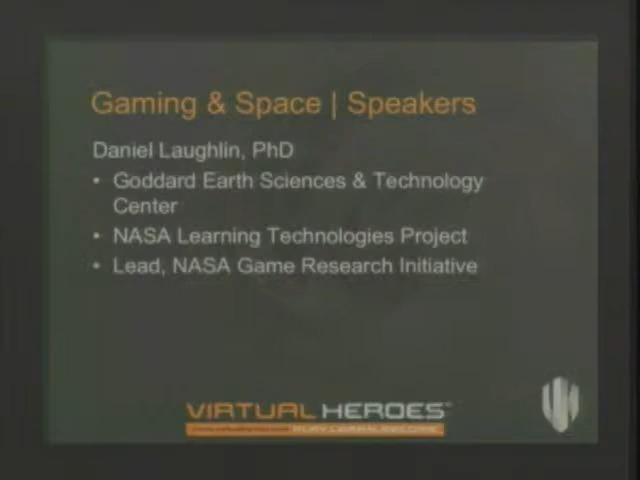 Gaming & Space | Speakers
Daniel Laughlin, PhD
• Goddard Earth Sciences & Technology
Center
• NASA Learning Technologies Project
• Lead, NASA Game Research Initiative
VIRTUAL HEROES